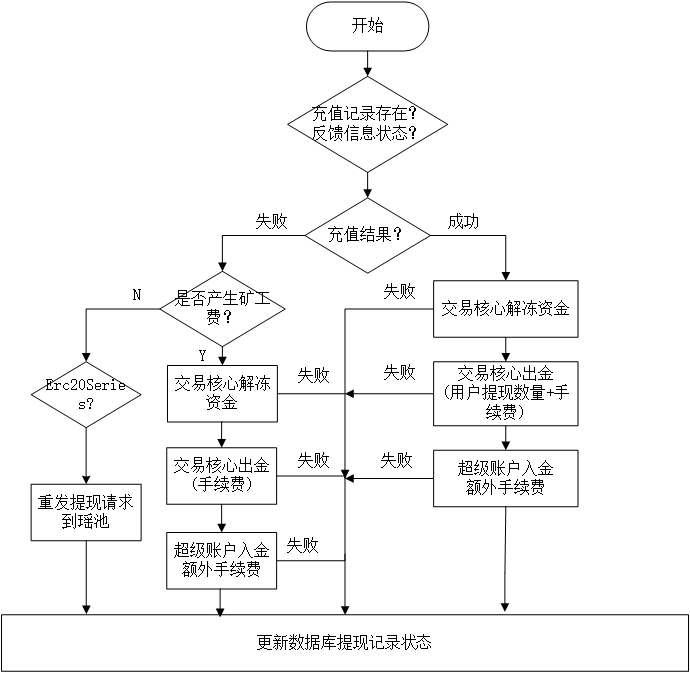 开始
充值记录存在？
反馈信息状态？
失败
充值结果？
成功
N
是否产生矿工
费？
失败
交易核心解冻资金
Y
Erc20Serie
s？
交易核心解冻
资金
失败
失败
交易核心出金
(用户提现数量+手
续费)
交易核心出金
(手续费)
失败
失败
超级账户入金
额外手续费
重发提现请求
到瑶池
超级账户入金
额外手续费
失败
更新数据库提现记录状态